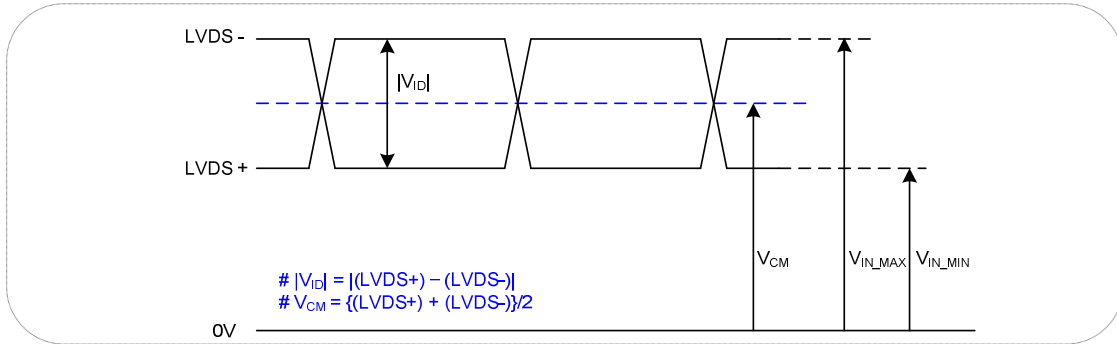 LVDS -
|VID|
LVDS +
VCM
VIN_MAX
VIN_MIN
# |VID| = |(LVDS+) – (LVDS-)|
# VCM = {(LVDS+) + (LVDS-)}/2
0V